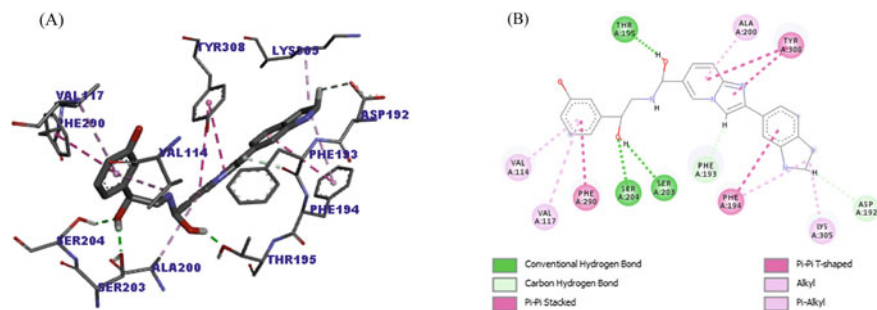 (A)
TYR308
LYS305
VAL117
PHE290
ASP192
VAL114
PHE193
PHE194
SER204
THR195
ALA200
SER203
(B)
THR
A:195
ALA
A:200
TYR
A:308
H
O
N
H
N
N
H
O
H
N
N
H
VAL
A:114
VAL
A:117
PHE
A:290
SER
A:204
SER
A:203
PHE
A:193
PHE
A:194
LYS
A:305
ASP
A:192
Conventional Hydrogen Bond
Carbon Hydrogen Bond
Pi-Pi Stacked
Pi-Pi T-shaped
Alkyl
Pi-Alkyl